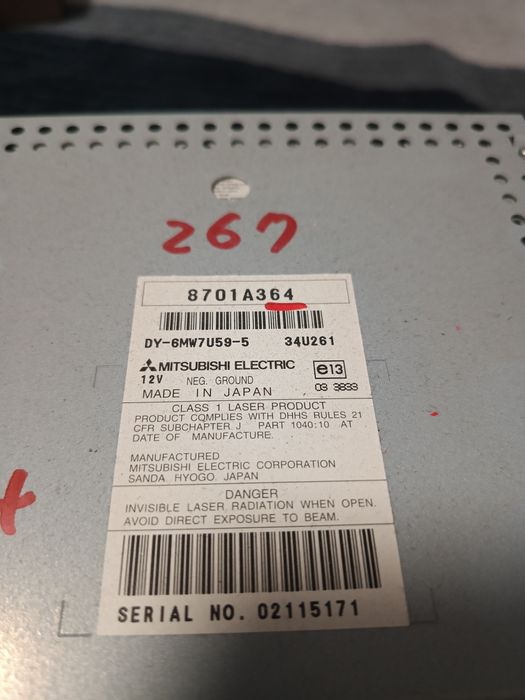 267
8701A364
DY-6MW7U59-5 34U261
MITSUBISHI ELECTRIC e13
12V NEG. GROUND 03 3833
MADE IN JAPAN
CLASS 1 LASER PRODUCT
PRODUCT COMPLIES WITH DHHS RULES 21
CFR SUBCHAPTER J PART 1040:10 AT
DATE OF MANUFACTURE.
MANUFACTURED
MITSUBISHI ELECTRIC CORPORATION
SANDA, HYOGO, JAPAN
DANGER
INVISIBLE LASER RADIATION WHEN OPEN.
AVOID DIRECT EXPOSURE TO BEAM.
SERIAL NO. 02115171